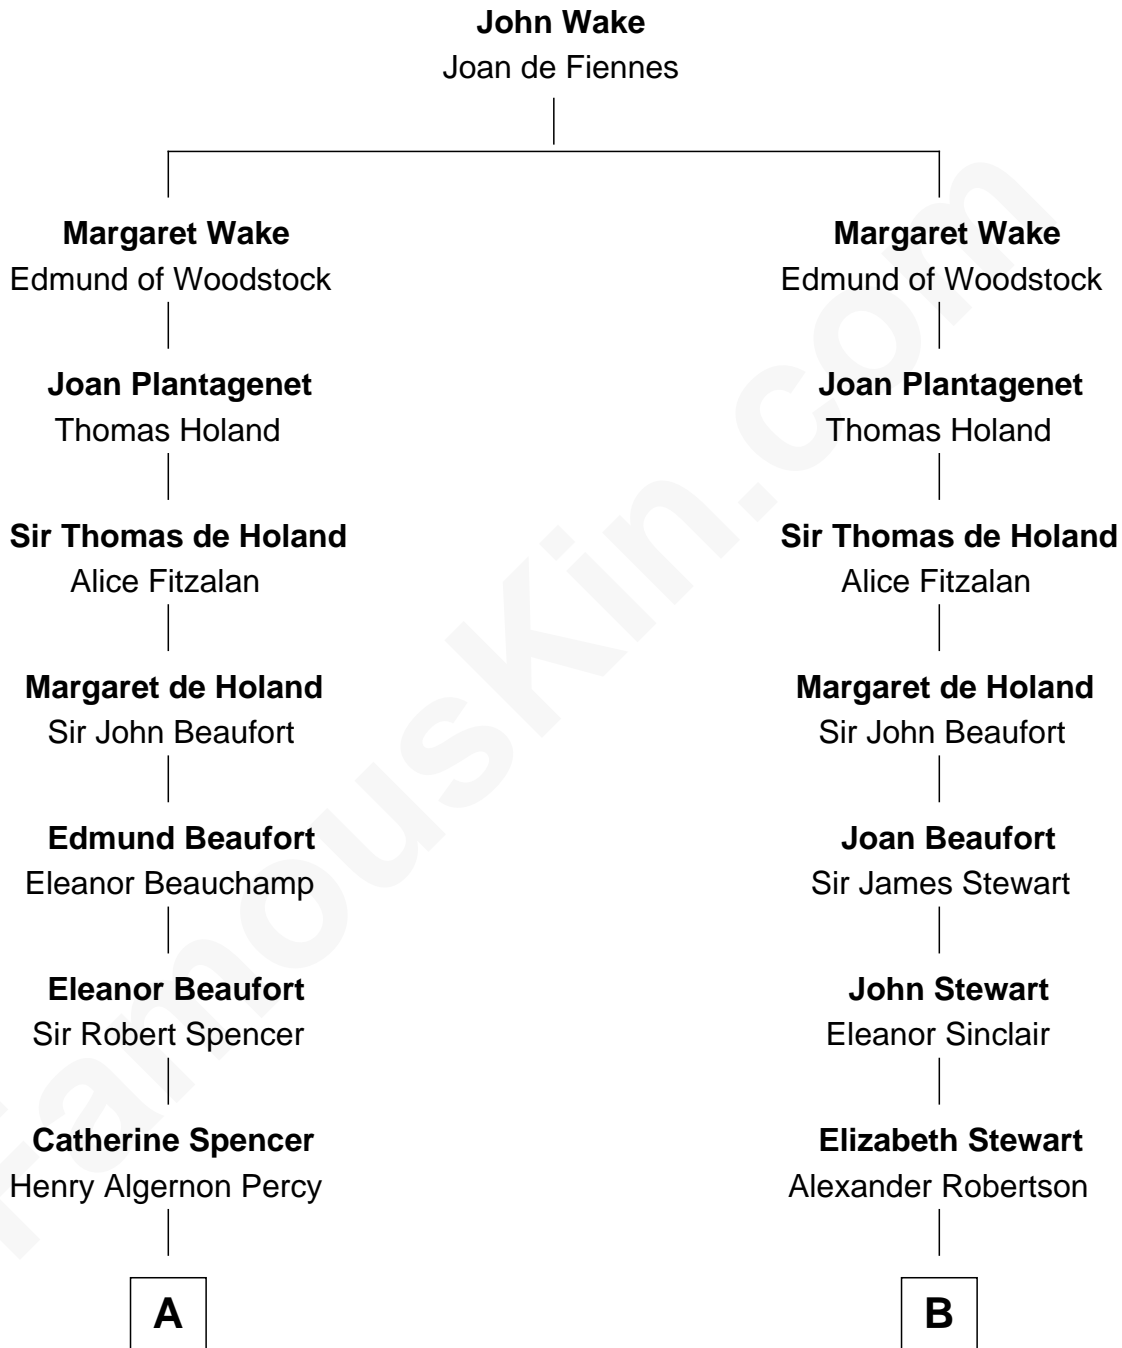 John Wake
Joan de Fiennes
Margaret Wake
Edmund of Woodstock
Joan Plantagenet
Thomas Holand
Sir Thomas de Holand
Alice Fitzalan
Margaret de Holand
Sir John Beaufort
Edmund Beaufort
Eleanor Beauchamp
Eleanor Beaufort
Sir Robert Spencer
Catherine Spencer
Henry Algernon Percy
A
Margaret Wake
Edmund of Woodstock
Joan Plantagenet
Thomas Holand
Sir Thomas de Holand
Alice Fitzalan
Margaret de Holand
Sir John Beaufort
Joan Beaufort
Sir James Stewart
John Stewart
Eleanor Sinclair
Elizabeth Stewart
Alexander Robertson
B
FamousKin.com